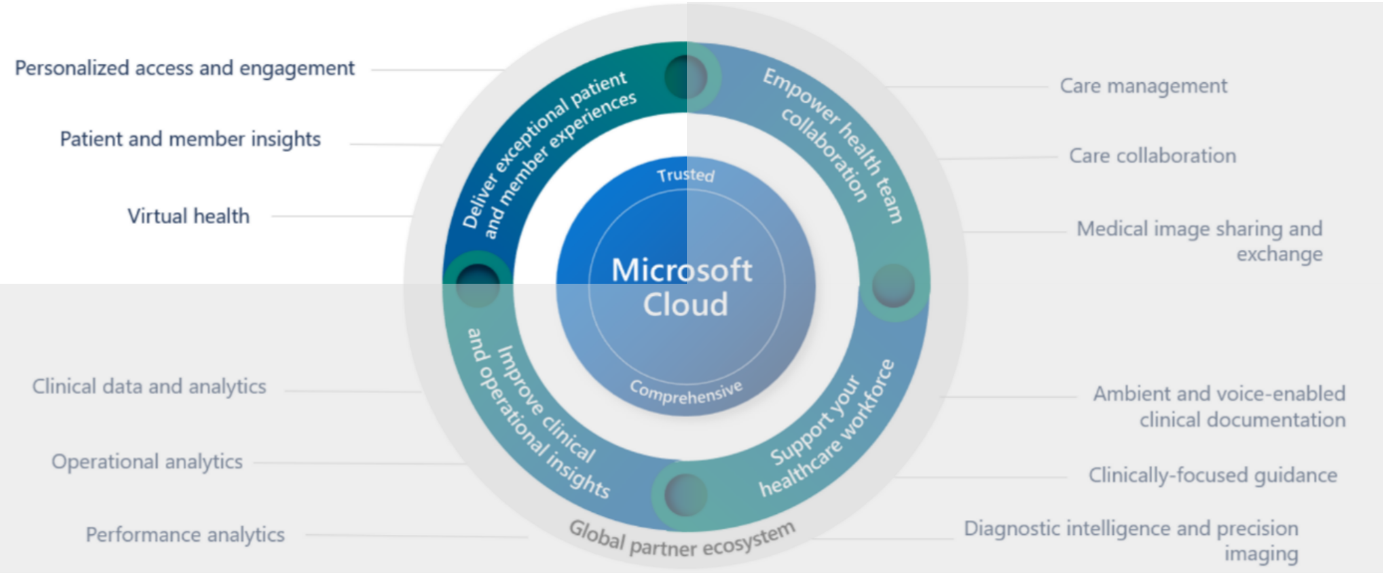 Personalized access and engagement
Patient and member insights
Virtual health
Deliver exceptional patient
and member experiences
Empower health team
collaboration
Care management
Care collaboration
Medical image sharing and
exchange
Trusted
Microsoft
Cloud
Comprehensive
Clinical data and analytics
Operational analytics
Performance analytics
Improve clinical
and operational insights
Support your
healthcare workforce
Ambient and voice-enabled
clinical documentation
Clinically-focused guidance
Diagnostic intelligence and precision
imaging
Global partner ecosystem